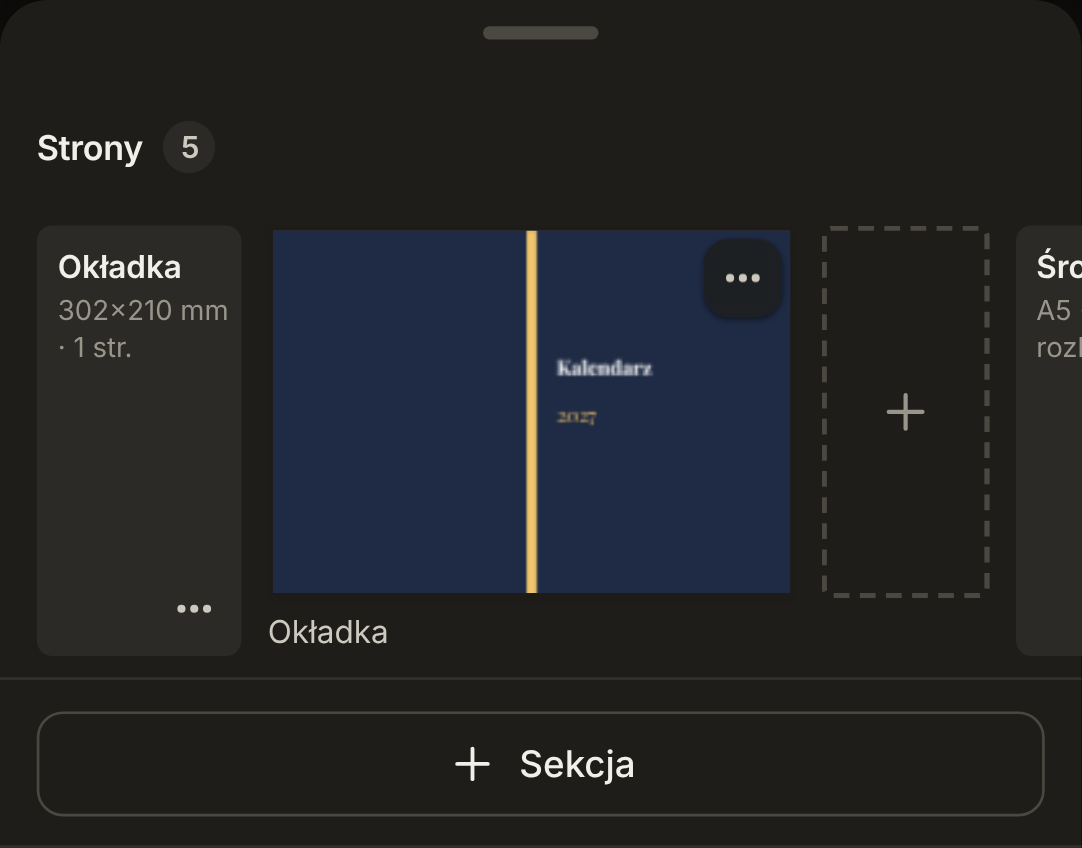 Strony 5
Okładka
302×210 mm
· 1 str.
Kalendarz
2027
Okładka
A5
+ Sekcja